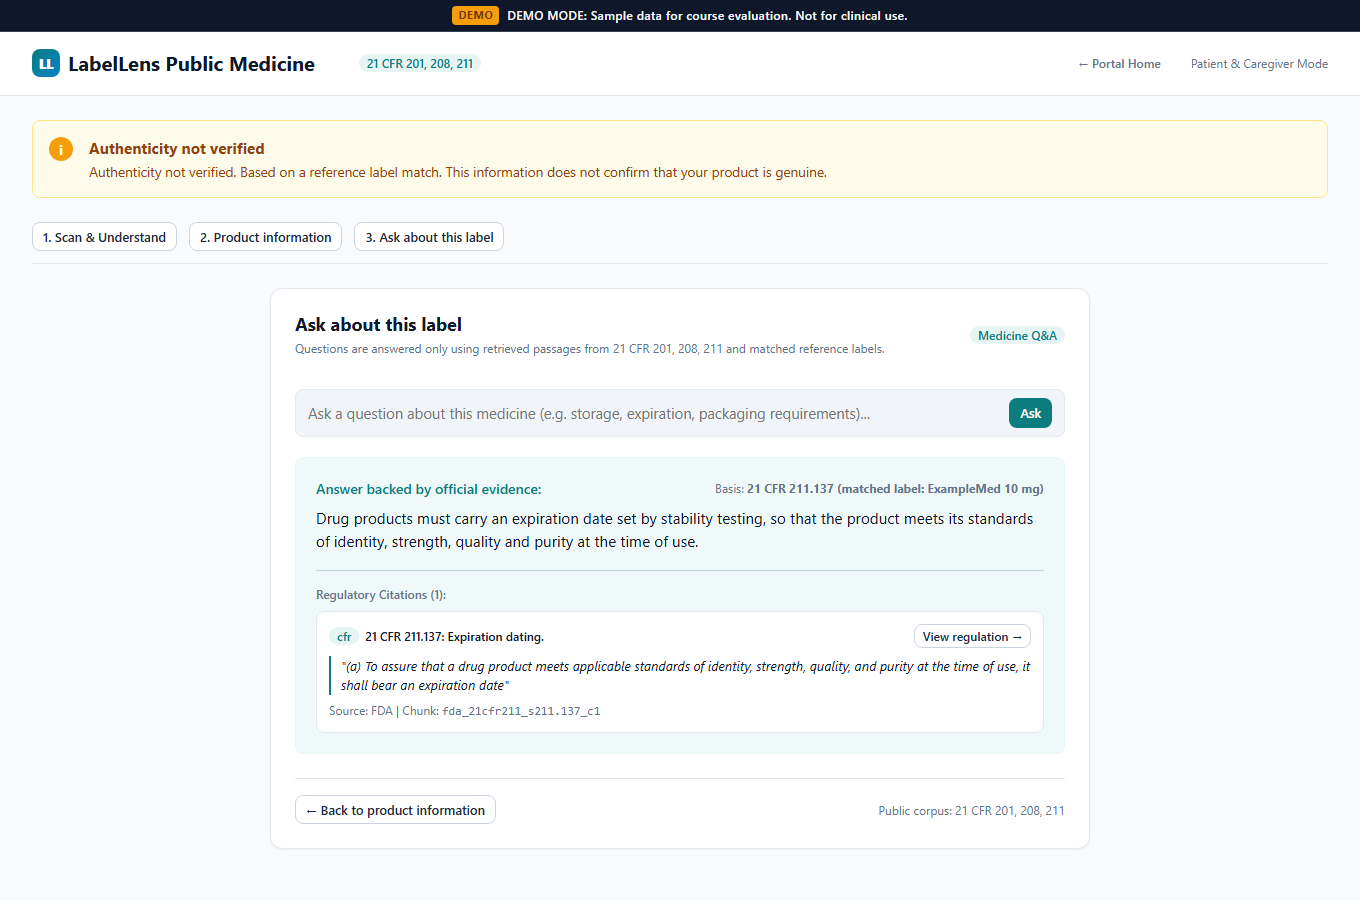 DEMO DEMO MODE: Sample data for course evaluation. Not for clinical use.
LL LabelLens Public Medicine 21 CFR 201, 208, 211 ← Portal Home Patient & Caregiver Mode
i Authenticity not verified
Authenticity not verified. Based on a reference label match. This information does not confirm that your product is genuine.
1. Scan & Understand 2. Product information 3. Ask about this label
Ask about this label
Medicine Q&A
Questions are answered only using retrieved passages from 21 CFR 201, 208, 211 and matched reference labels.
Ask a question about this medicine (e.g. storage, expiration, packaging requirements)... Ask
Answer backed by official evidence: Basis: 21 CFR 211.137 (matched label: ExampleMed 10 mg)
Drug products must carry an expiration date set by stability testing, so that the product meets its standards
of identity, strength, quality and purity at the time of use.
Regulatory Citations (1):
cfr 21 CFR 211.137: Expiration dating. View regulation →
"(a) To assure that a drug product meets applicable standards of identity, strength, quality, and purity at the time of use, it
shall bear an expiration date"
Source: FDA | Chunk: fda_21cfr211_s211.137_c1
← Back to product information Public corpus: 21 CFR 201, 208, 211